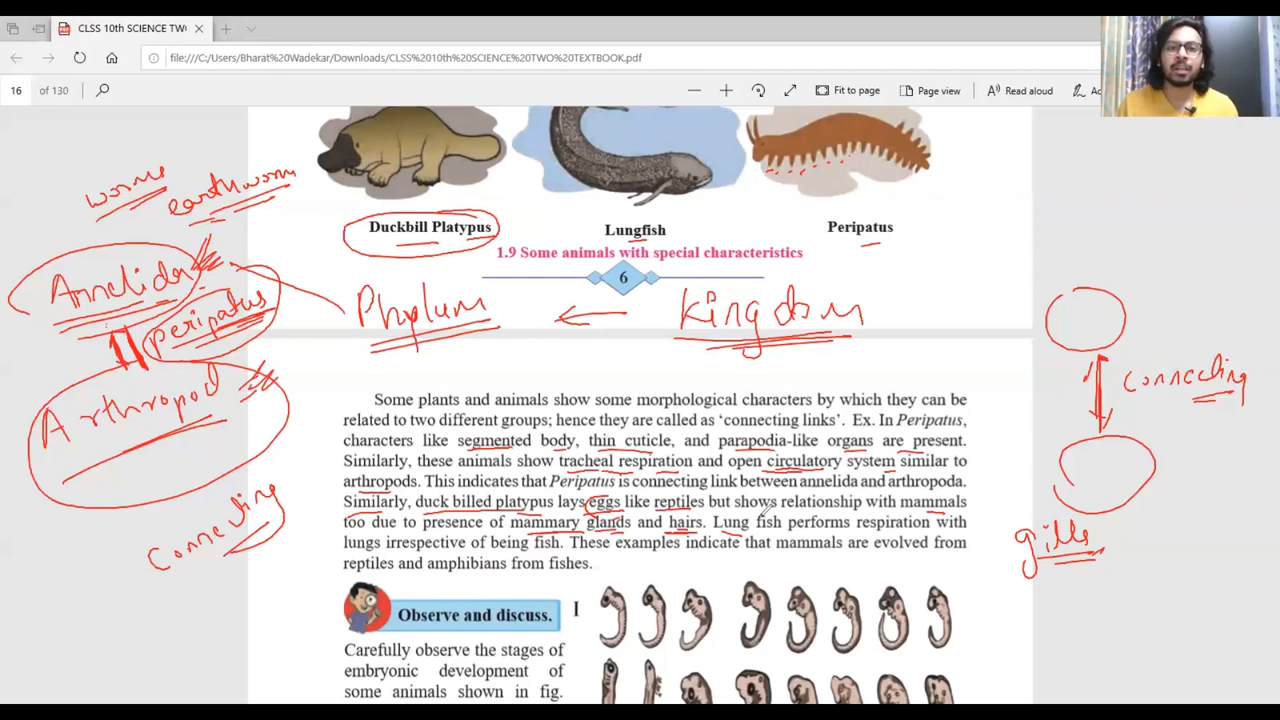 CLSS 10th SCIENCE TWO
file:///C:/Users/Bharat%20Wadekar/Downloads/CLSS%2010th%20SCIENCE%20TWO%20TEXTBOOK.pdf
16 of 130
Fit to page
Page view
Read aloud
Duckbill Platypus
Lungfish
Peripatus
1.9 Some animals with special characteristics
6
worms
earthworm
Annelida
peripatus
Arthropod
Connecting
Phylum
Kingdom
Connecting
gills
Some plants and animals show some morphological characters by which they can be
related to two different groups; hence they are called as ‘connecting links’. Ex. In Peripatus,
characters like segmented body, thin cuticle, and parapodia-like organs are present.
Similarly, these animals show tracheal respiration and open circulatory system similar to
arthropods. This indicates that Peripatus is connecting link between annelida and arthropoda.
Similarly, duck billed platypus lays eggs like reptiles but shows relationship with mammals
too due to presence of mammary glands and hairs. Lung fish performs respiration with
lungs irrespective of being fish. These examples indicate that mammals are evolved from
reptiles and amphibians from fishes.
Observe and discuss.
I
Carefully observe the stages of
embryonic development of
some animals shown in fig.